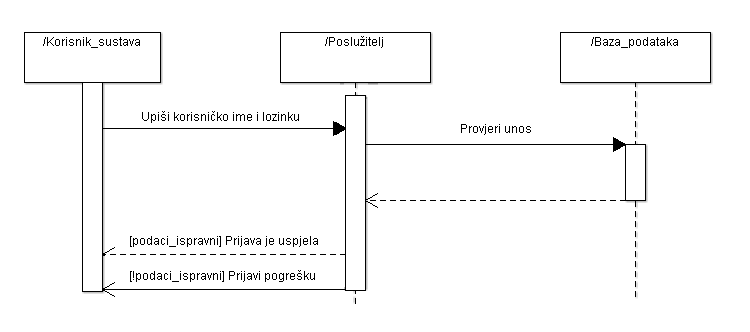 /Korisnik_sustava
/Poslužitelj
/Baza_podataka
Upiši korisničko ime i lozinku
Provjeri unos
[podaci_ispravni] Prijava je uspjela
[!podaci_ispravni] Prijavi pogrešku